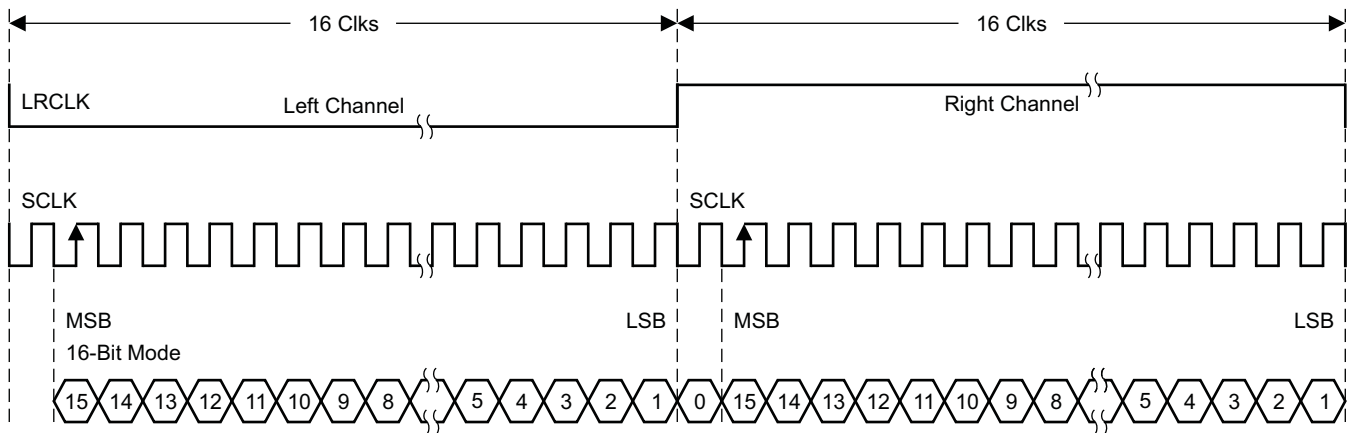 16 Clks 16 Clks
LRCLK Left Channel Right Channel
SCLK SCLK
MSB LSB MSB LSB
16-Bit Mode
15 14 13 12 11 10 9 8 5 4 3 2 1 0 15 14 13 12 11 10 9 8 5 4 3 2 1